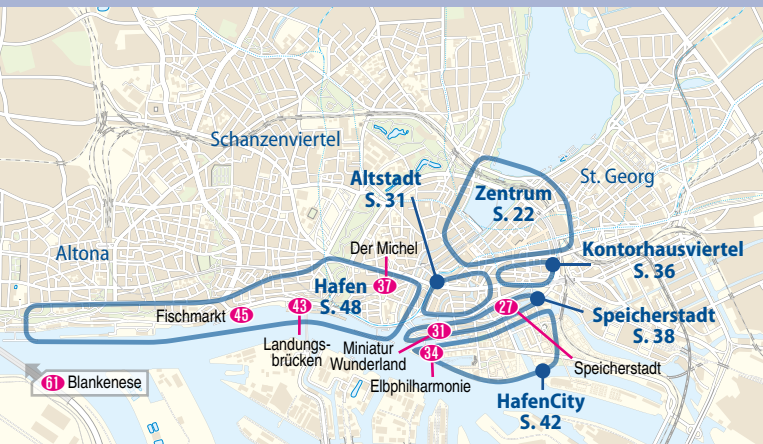 Schanzenviertel
Altstadt
S. 31
Zentrum
S. 22
St. Georg
Altona
Der Michel
37
Kontorhausviertel
S. 36
Hafen
S. 48
Fischmarkt 45
43
27
Speicherstadt
S. 38
Landungs-
brücken
Miniatur
Wunderland
31
34
Elbphilharmonie
Speicherstadt
61 Blankenese
HafenCity
S. 42